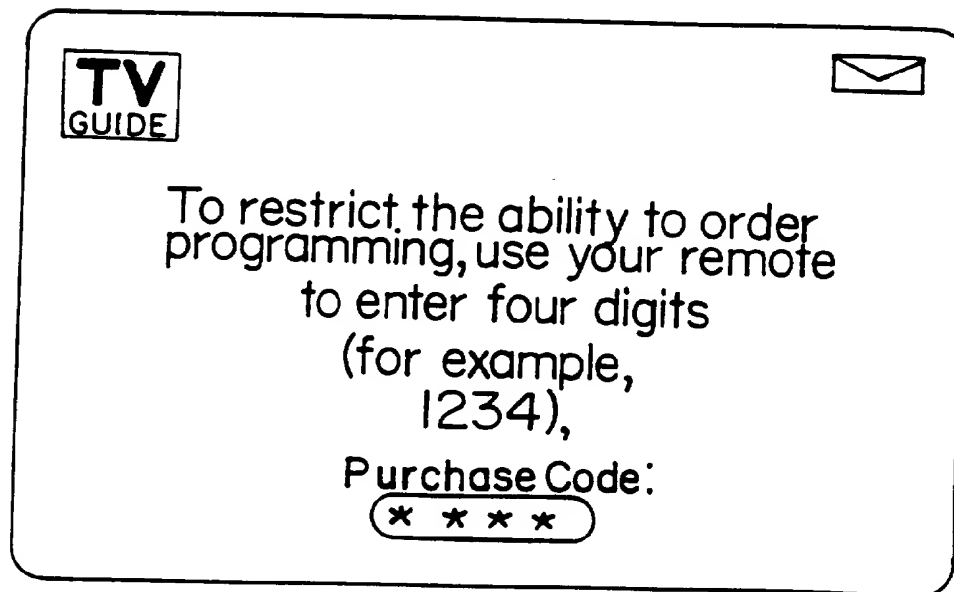 TV
GUIDE
To restrict the ability to order
programming, use your remote
to enter four digits
(for example,
1234),
Purchase Code:
* * * *